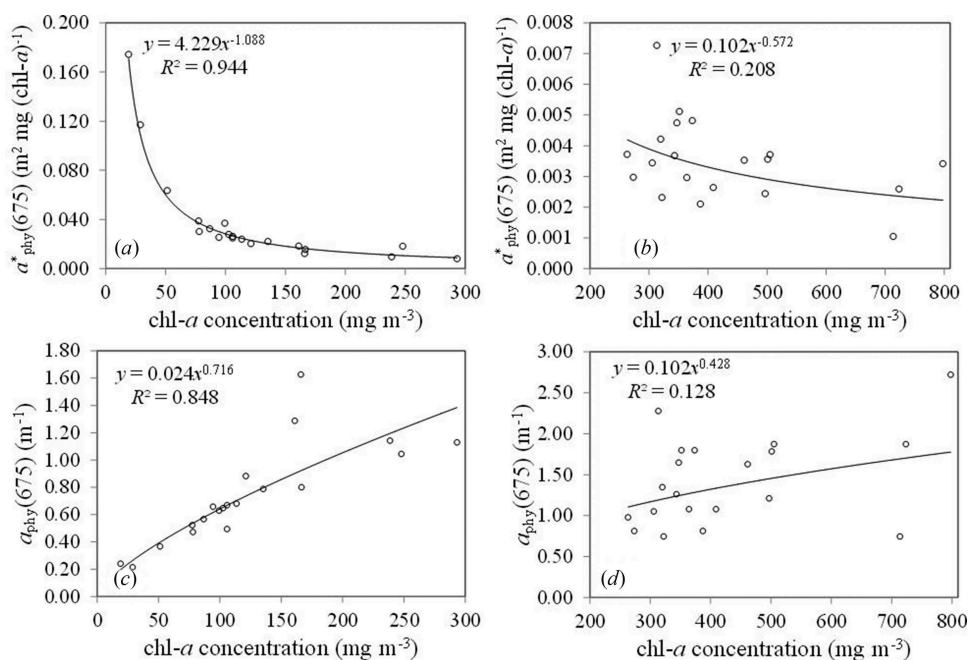 0.200
0.160
0.120
0.080
0.040
0.000
a*phy(675) (m² mg (chl-a)⁻¹)
y = 4.229x^-1.088
R² = 0.944
(a)
0 50 100 150 200 250 300
chl-a concentration (mg m⁻³)
0.008
0.007
0.006
0.005
0.004
0.003
0.002
0.001
0.000
a*phy(675) (m² mg (chl-a)⁻¹)
y = 0.102x^-0.572
R² = 0.208
(b)
200 300 400 500 600 700 800
chl-a concentration (mg m⁻³)
1.80
1.60
1.40
1.20
1.00
0.80
0.60
0.40
0.20
0.00
aphy(675) (m⁻¹)
y = 0.024x^0.716
R² = 0.848
(c)
0 50 100 150 200 250 300
chl-a concentration (mg m⁻³)
3.00
2.50
2.00
1.50
1.00
0.50
0.00
aphy(675) (m⁻¹)
y = 0.102x^0.428
R² = 0.128
(d)
200 300 400 500 600 700 800
chl-a concentration (mg m⁻³)